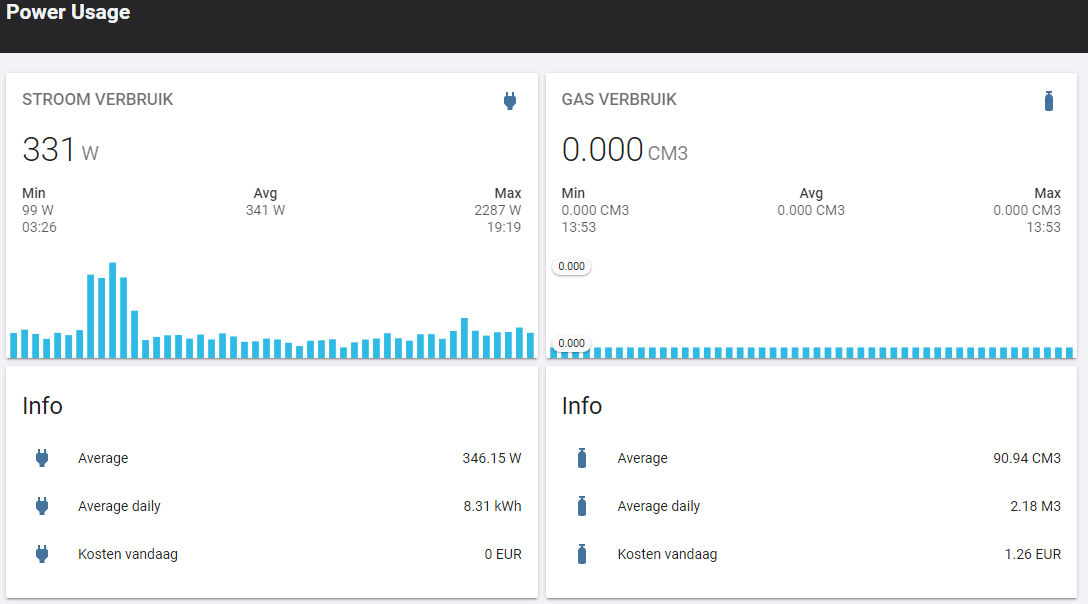 Power Usage
STROOM VERBRUIK
331 W
Min Avg Max
99 W 341 W 2287 W
03:26 19:19
GAS VERBRUIK
0.000 CM3
Min Avg Max
0.000 CM3 0.000 CM3 0.000 CM3
13:53 13:53
0.000
0.000
Info
Average 346.15 W
Average daily 8.31 kWh
Kosten vandaag 0 EUR
Info
Average 90.94 CM3
Average daily 2.18 M3
Kosten vandaag 1.26 EUR